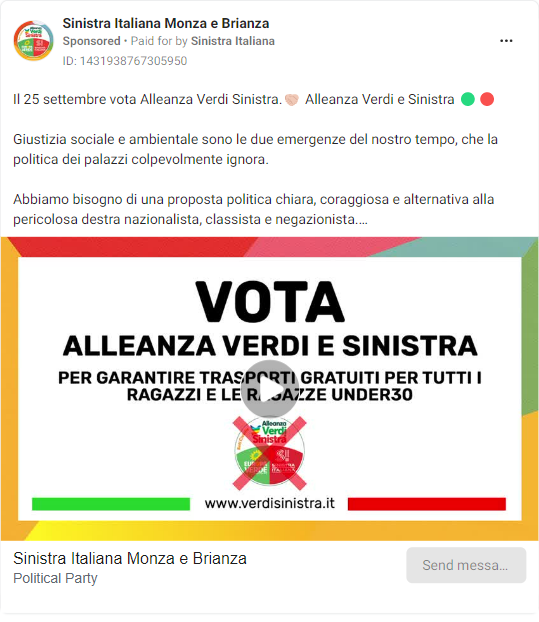 Sinistra Italiana Monza e Brianza
Sponsored • Paid for by Sinistra Italiana
ID: 1431938767305950
Il 25 settembre vota Alleanza Verdi Sinistra. Alleanza Verdi e Sinistra
Giustizia sociale e ambientale sono le due emergenze del nostro tempo, che la
politica dei palazzi colpevolmente ignora.
Abbiamo bisogno di una proposta politica chiara, coraggiosa e alternativa alla
pericolosa destra nazionalista, classista e negazionista....
VOTA
ALLEANZA VERDI E SINISTRA
PER GARANTIRE TRASPORTI GRATUITI PER TUTTI I
RAGAZZI E LE RAGAZZE UNDER30
Alleanza
Verdi
Sinistra
www.verdisinistra.it
Sinistra Italiana Monza e Brianza
Political Party
Send messa...